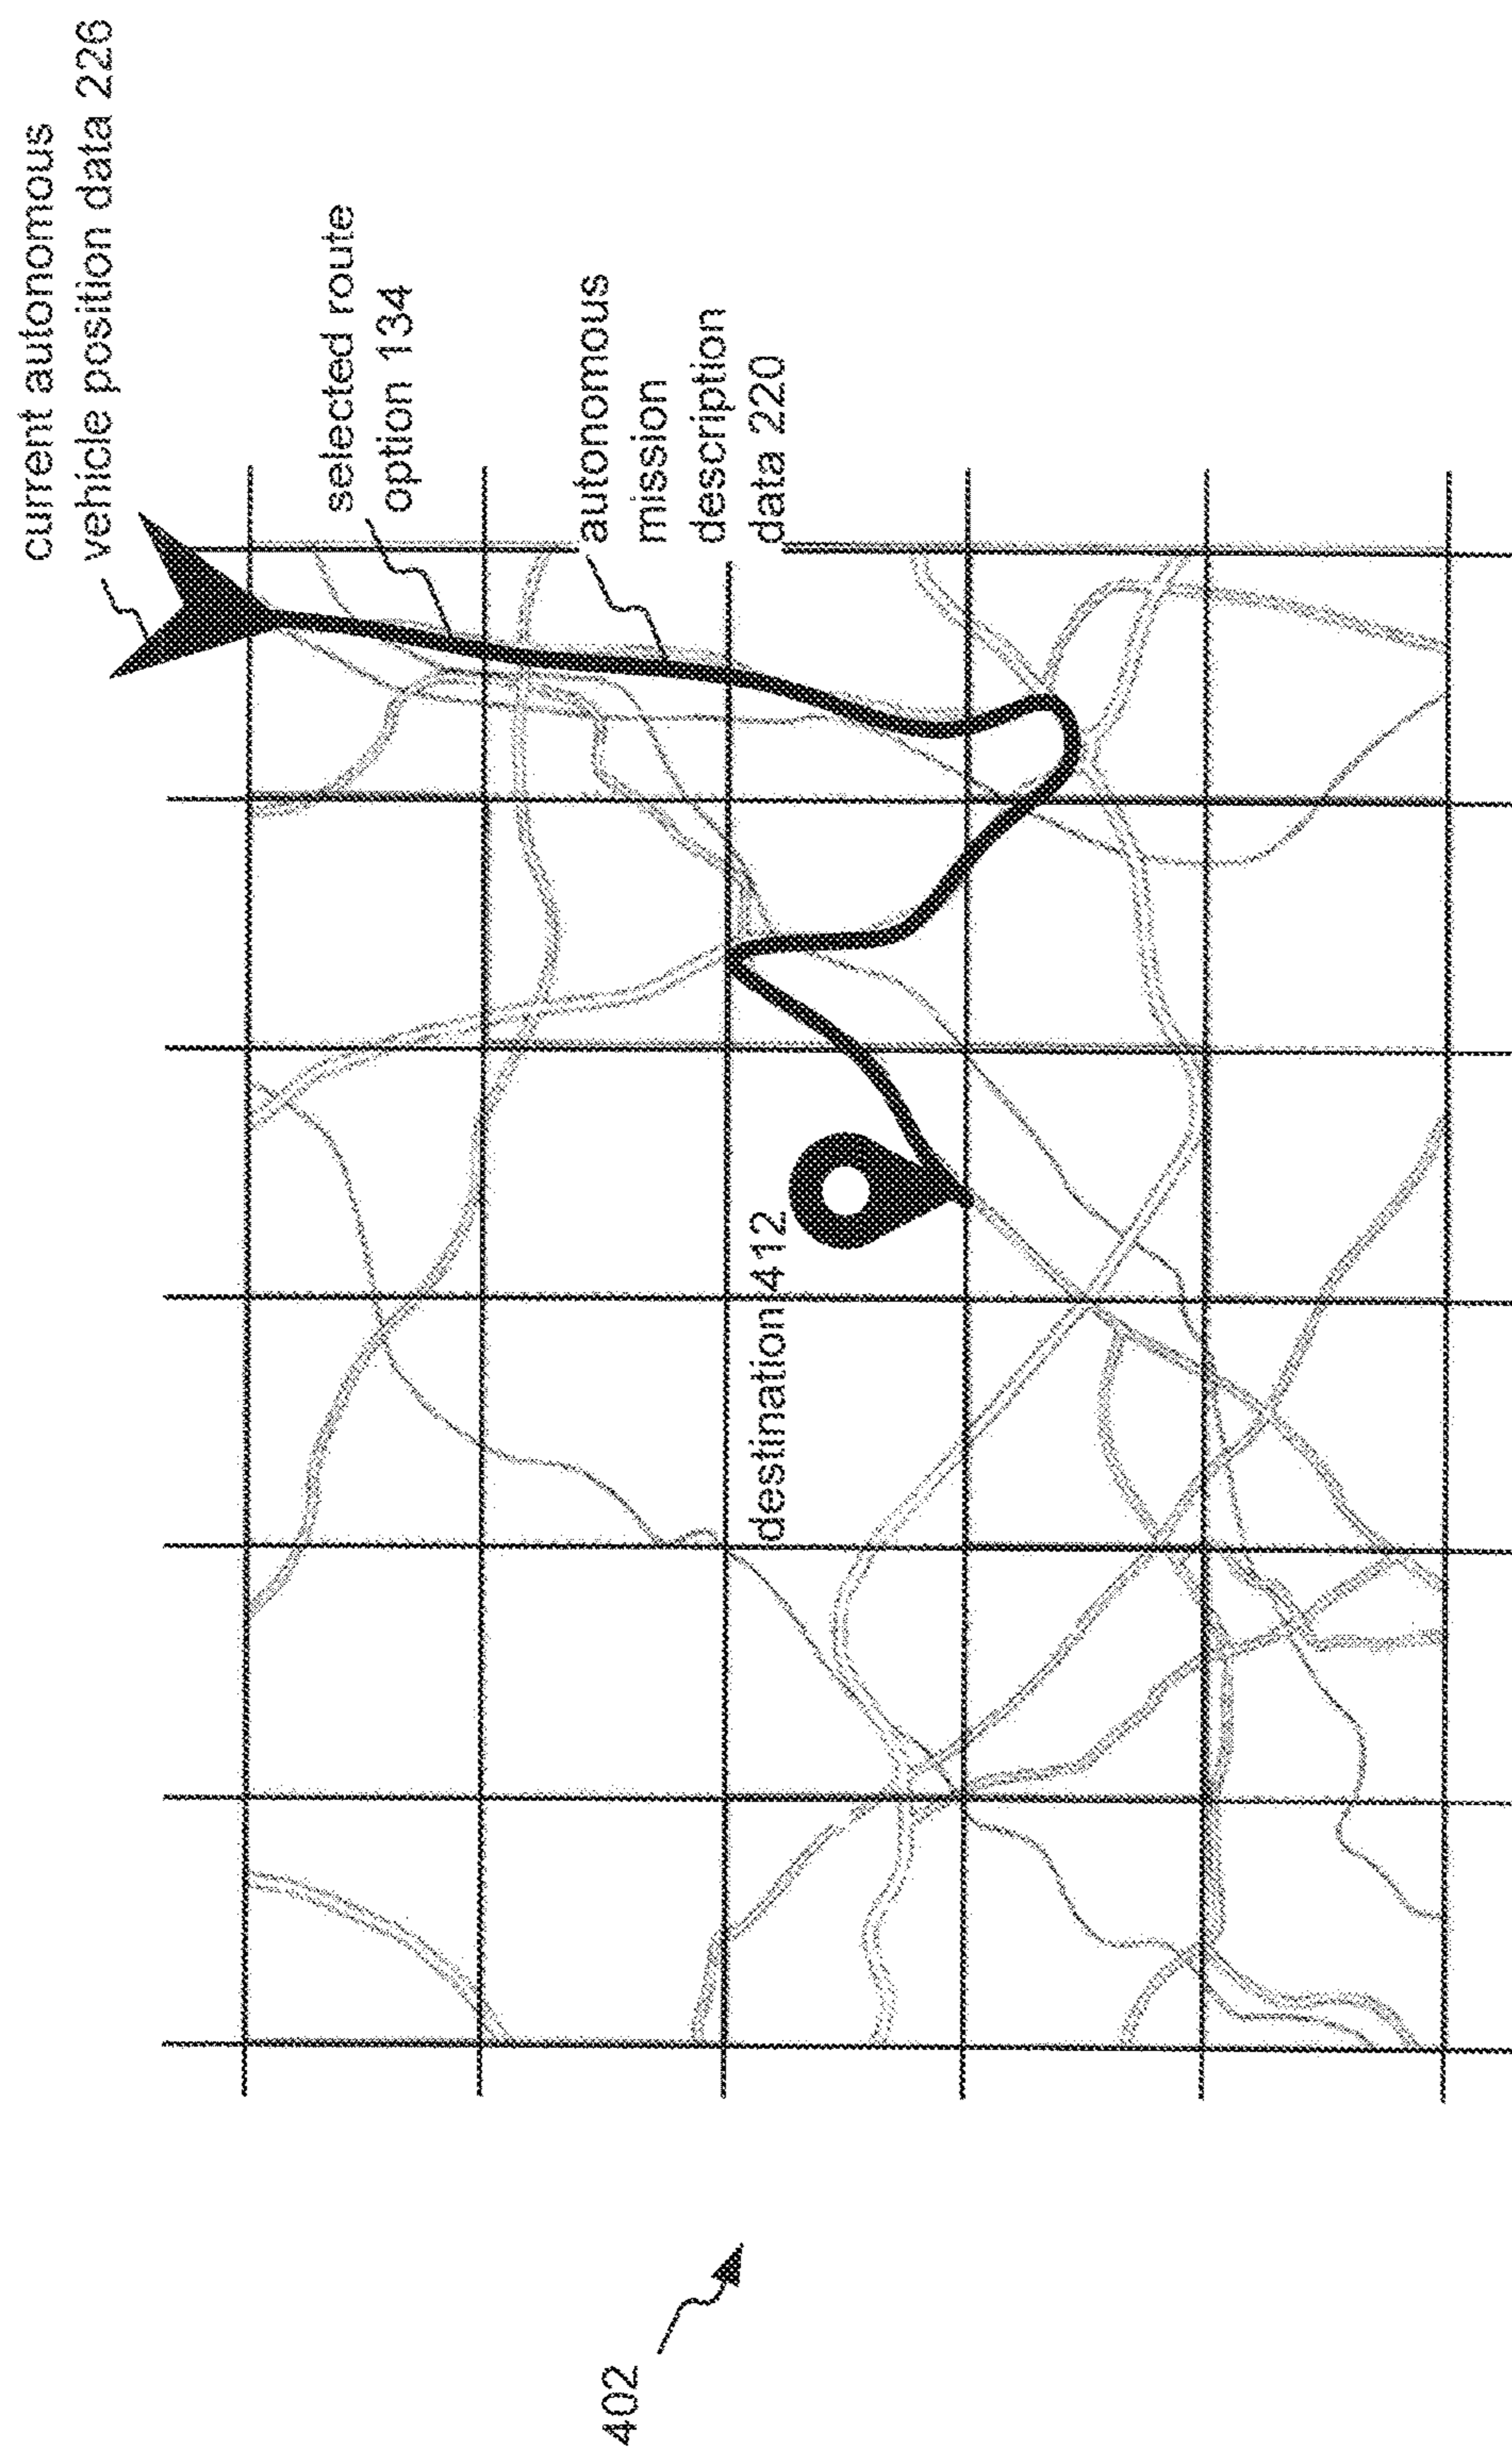 current autonomous
vehicle position data 226
selected route
option 134
autonomous
mission
description
data 220
destination 412
402